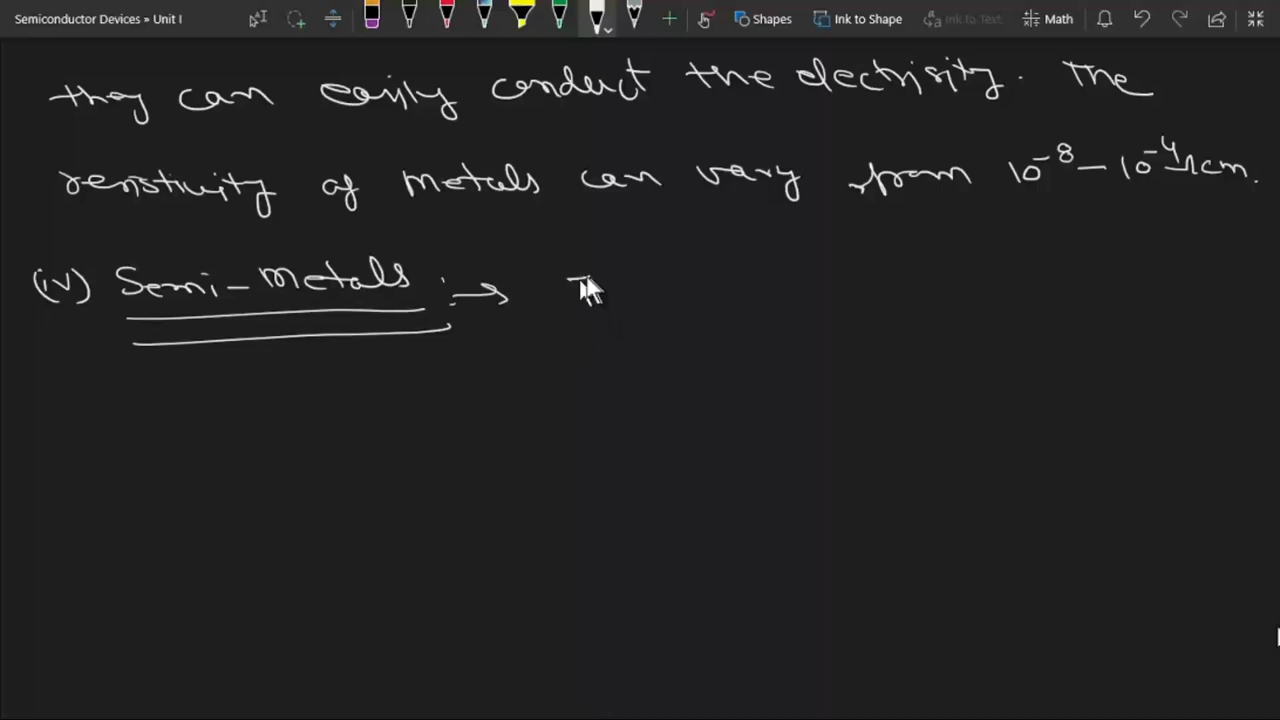 Semiconductor Devices » Unit I
Shapes
Ink to Shape
Ink to Text
Math
they can easily conduct the electrisity. The
resistivity of metals can vary from 10⁻⁸ – 10⁻⁴ Ωcm.
(iv) Semi-Metals :→